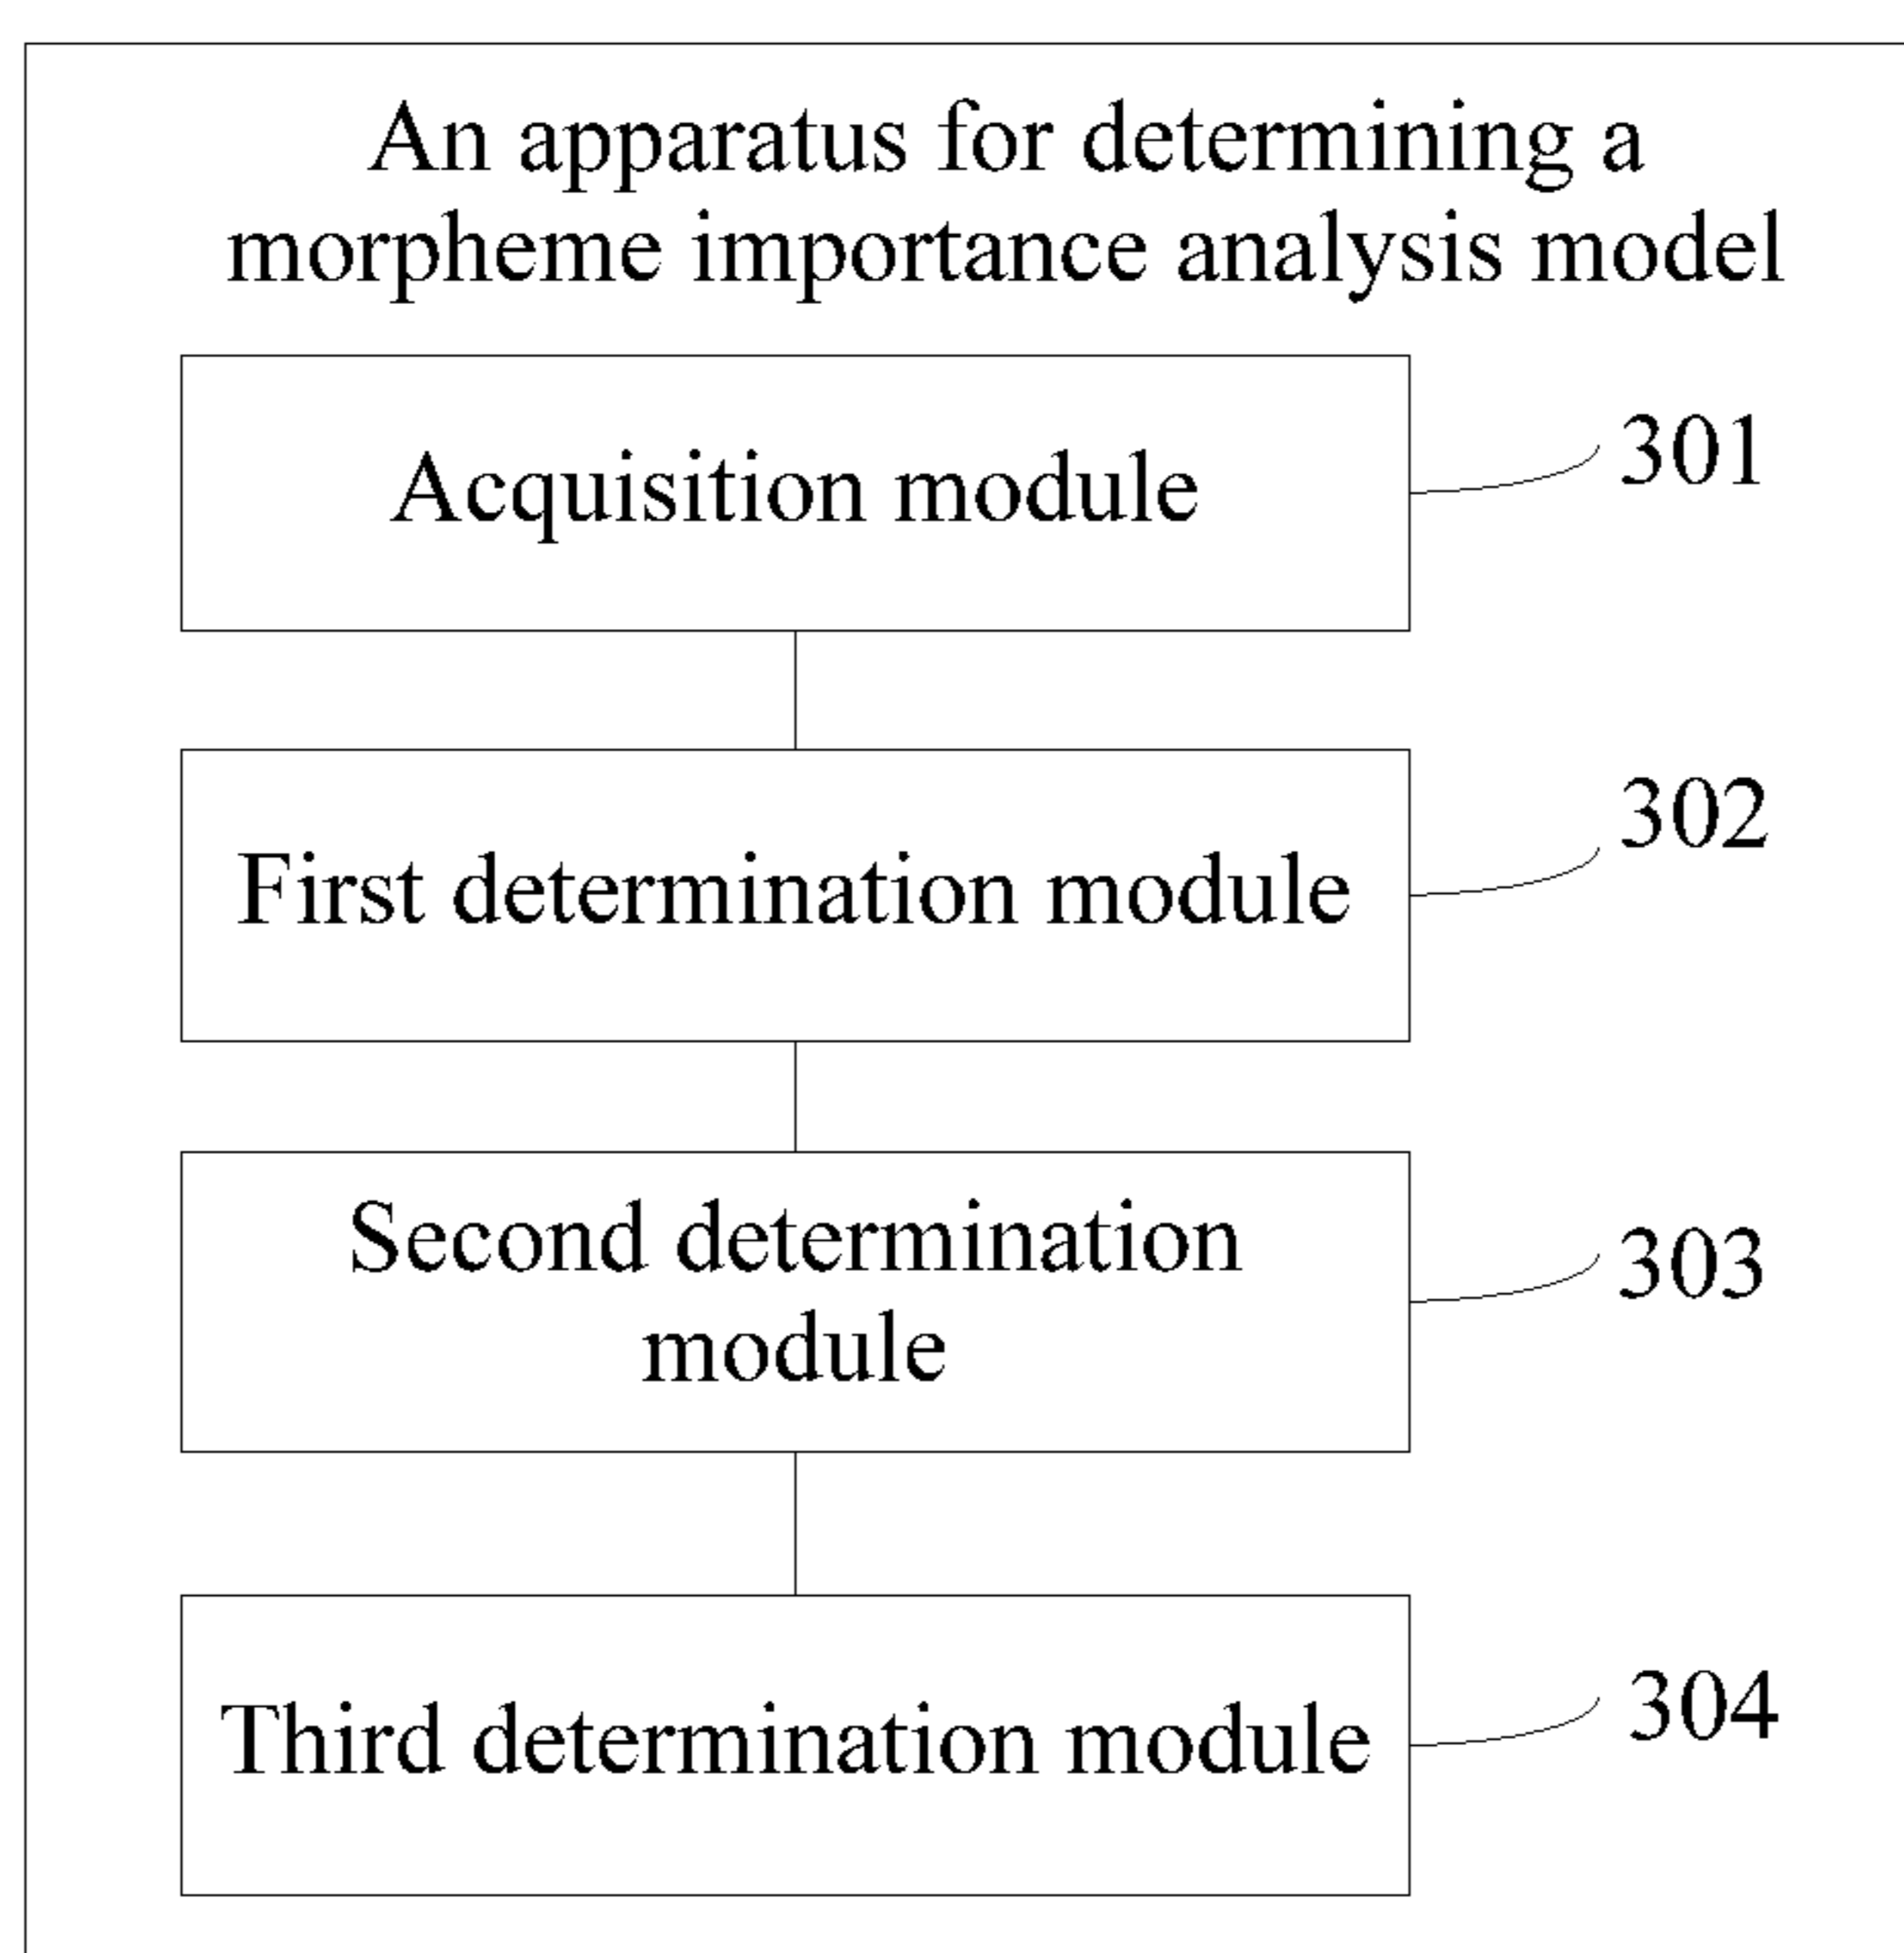 An apparatus for determining a
morpheme importance analysis model
Acquisition module
301
First determination module
302
Second determination
module
303
Third determination module
304